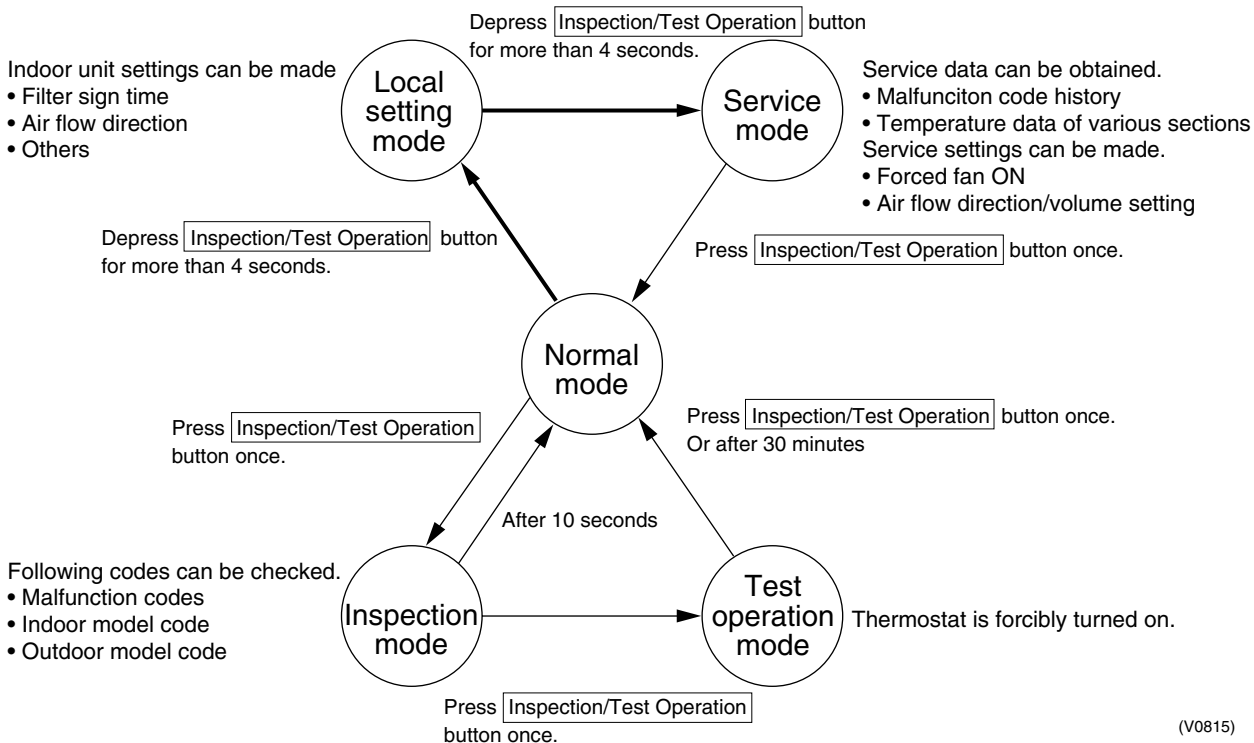 Depress Inspection/Test Operation button
for more than 4 seconds.
Indoor unit settings can be made
• Filter sign time
• Air flow direction
• Others
Local
setting
mode
Service
mode
Service data can be obtained.
• Malfunciton code history
• Temperature data of various sections
Service settings can be made.
• Forced fan ON
• Air flow direction/volume setting
Depress Inspection/Test Operation button
for more than 4 seconds.
Press Inspection/Test Operation button once.
Normal
mode
Press Inspection/Test Operation
button once.
Press Inspection/Test Operation button once.
Or after 30 minutes
After 10 seconds
Following codes can be checked.
• Malfunction codes
• Indoor model code
• Outdoor model code
Inspection
mode
Test
operation
mode
Thermostat is forcibly turned on.
Press Inspection/Test Operation
button once.
(V0815)